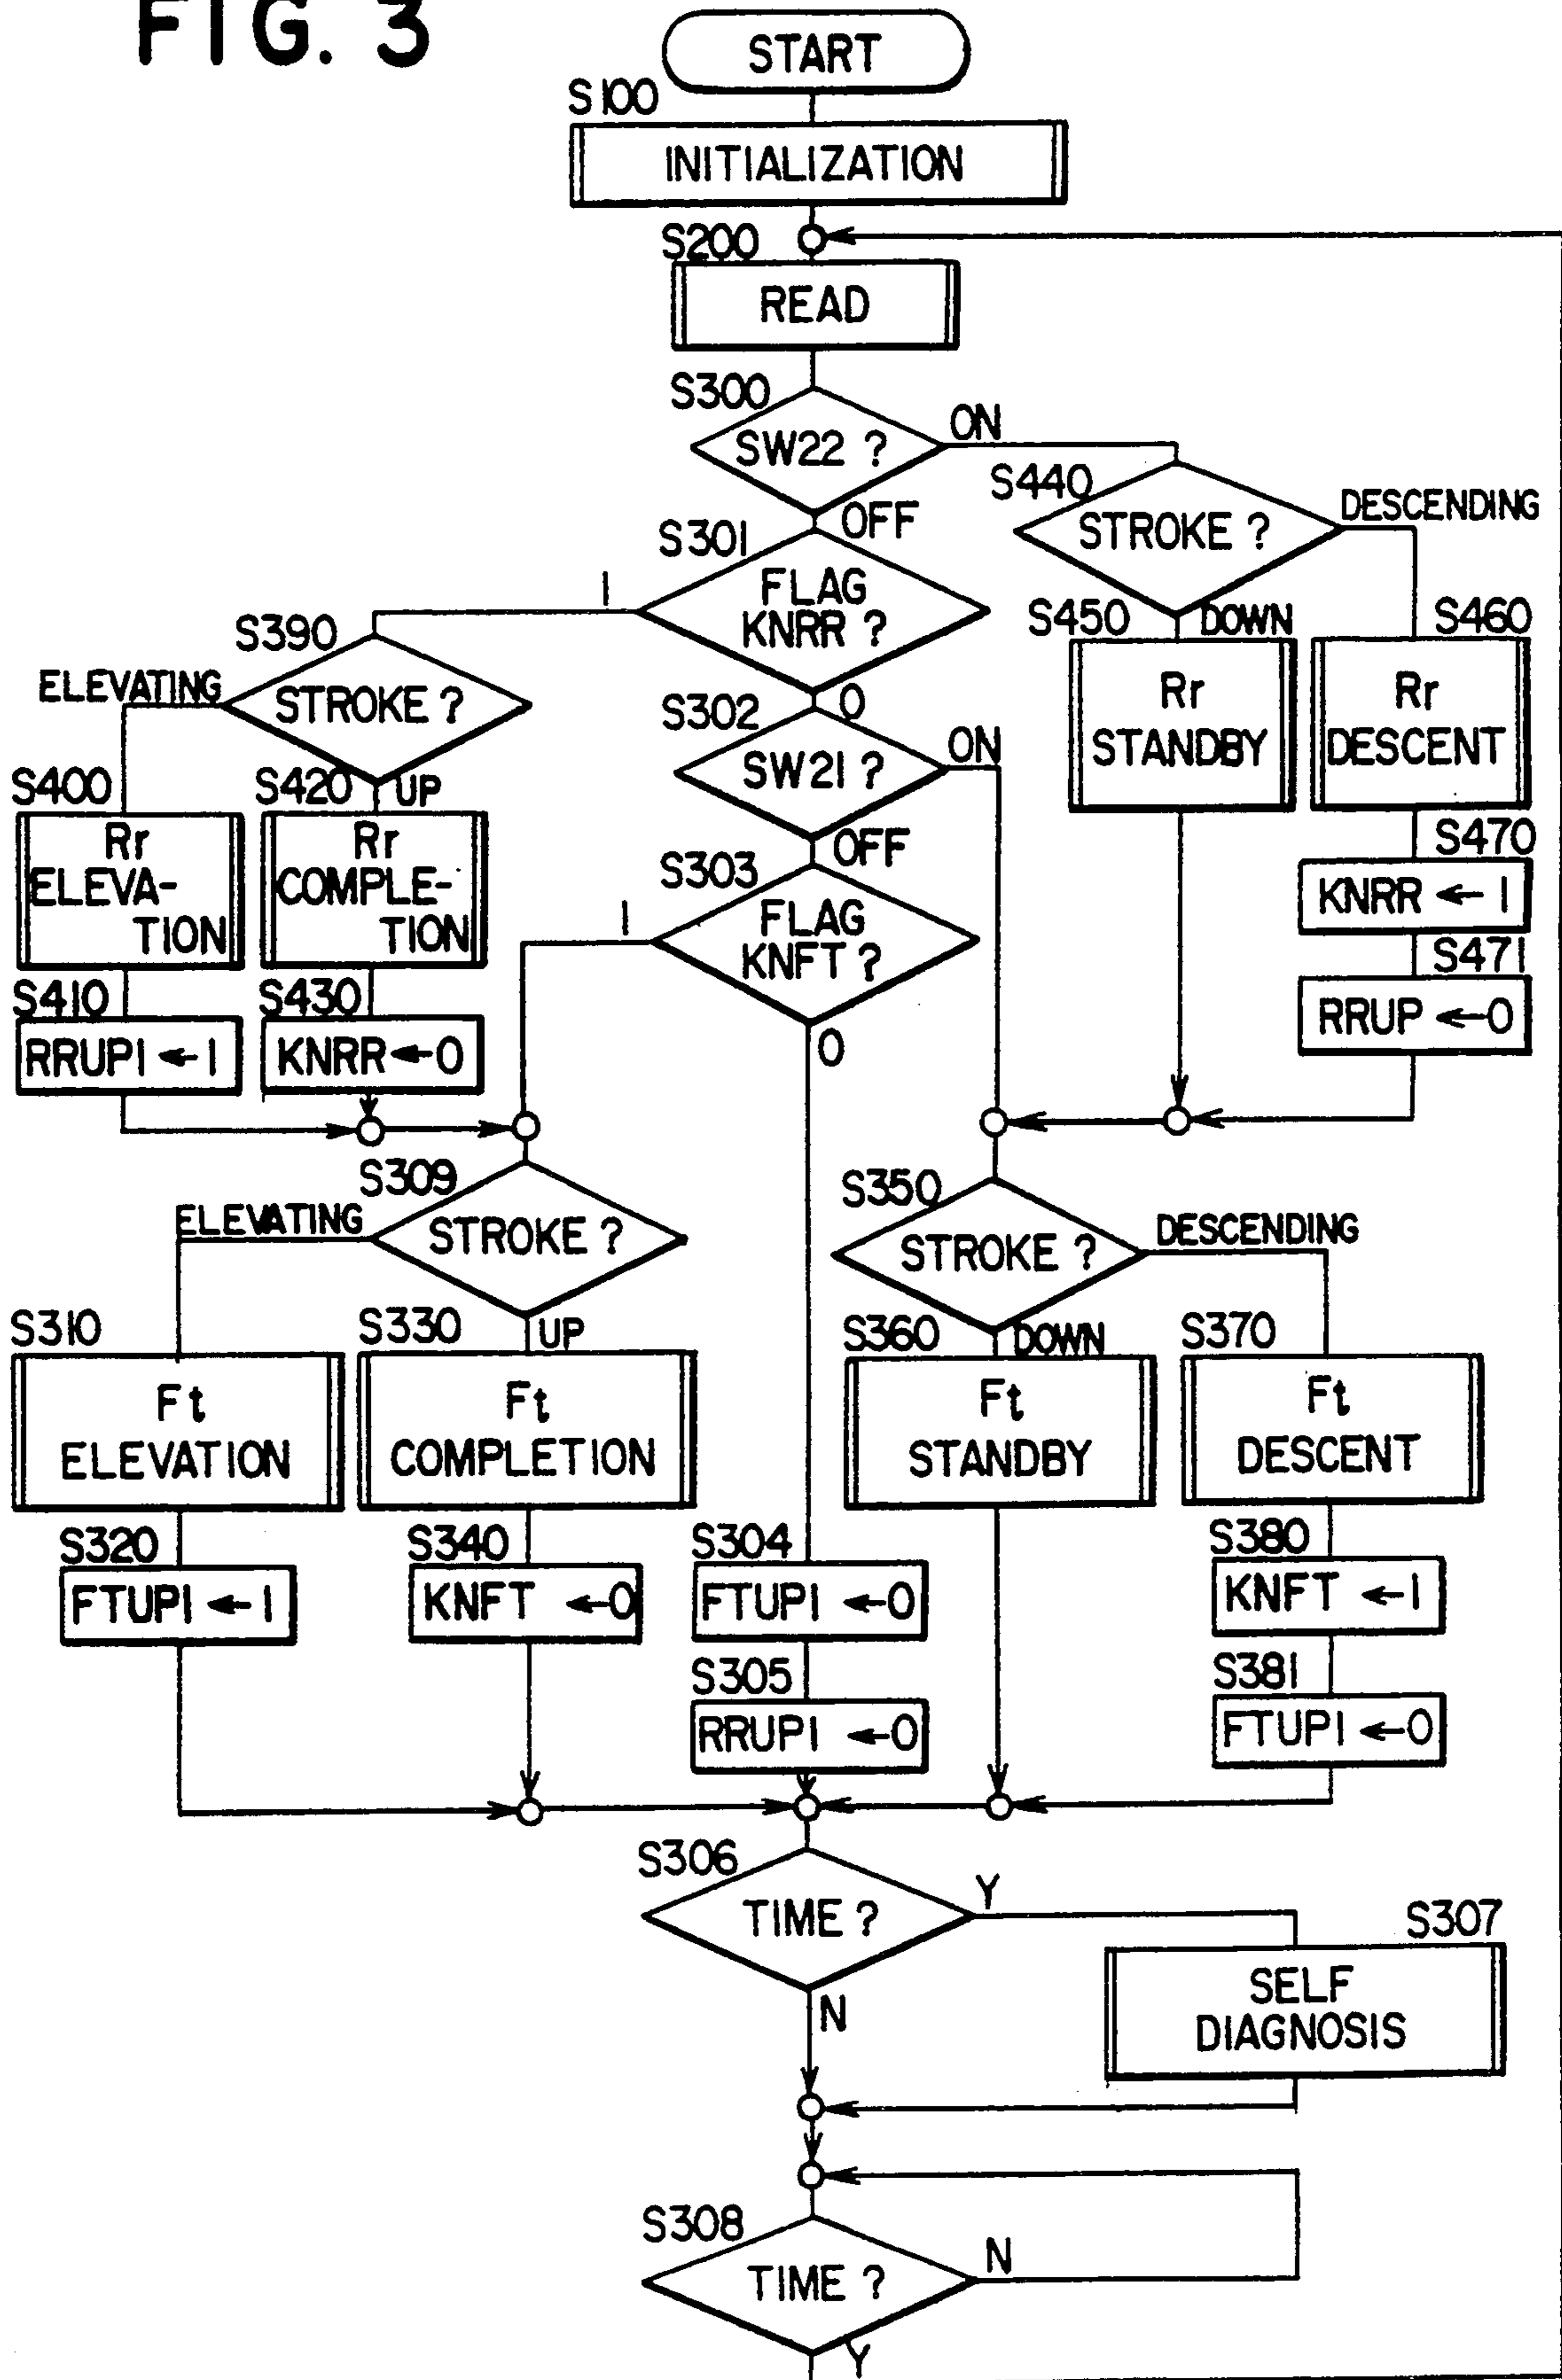 FIG. 3
START
S100
INITIALIZATION
S200
READ
S300
SW22 ?
ON
OFF
S440
STROKE ?
DESCENDING
DOWN
S301
FLAG
KNRR ?
1
0
S390
STROKE ?
ELEVATING
UP
S450
Rr
STANDBY
S460
Rr
DESCENT
S302
SW21 ?
ON
OFF
S400
Rr
ELEVA-
TION
S420
Rr
COMPLE-
TION
S303
FLAG
KNFT ?
1
0
S470
KNRR ← 1
S471
RRUP ← 0
S410
RRUP1 ← 1
S430
KNRR ← 0
S309
STROKE ?
ELEVATING
UP
S350
STROKE ?
DESCENDING
DOWN
S310
Ft
ELEVATION
S330
Ft
COMPLETION
S360
Ft
STANDBY
S370
Ft
DESCENT
S320
FTUP1 ← 1
S340
KNFT ← 0
S304
FTUP1 ← 0
S380
KNFT ← 1
S305
RRUP1 ← 0
S381
FTUP1 ← 0
S306
TIME ?
Y
N
S307
SELF
DIAGNOSIS
S308
TIME ?
N
Y